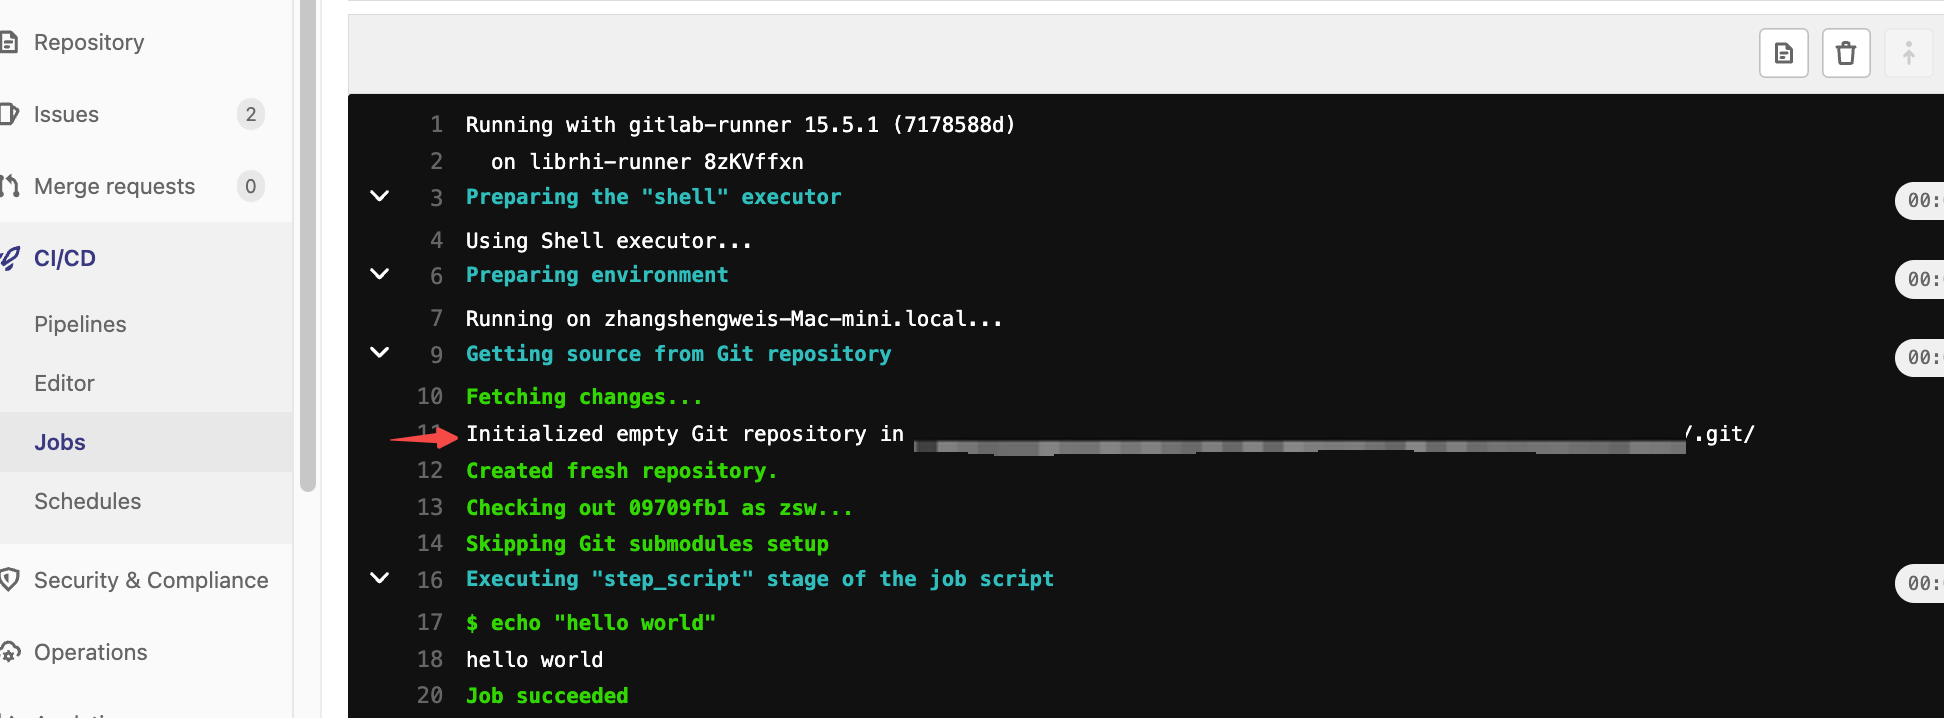 Repository
Issues 2
Merge requests 0
CI/CD
Pipelines
Editor
Jobs
Schedules
Security & Compliance
Operations
1 Running with gitlab-runner 15.5.1 (7178588d)
2 on librhi-runner 8zKVffxn
3 Preparing the "shell" executor 00:
4 Using Shell executor...
6 Preparing environment 00:
7 Running on zhangshengweis-Mac-mini.local...
9 Getting source from Git repository 00:
10 Fetching changes...
11 Initialized empty Git repository in /.git/
12 Created fresh repository.
13 Checking out 09709fb1 as zsw...
14 Skipping Git submodules setup
16 Executing "step_script" stage of the job script 00:
17 $ echo "hello world"
18 hello world
20 Job succeeded